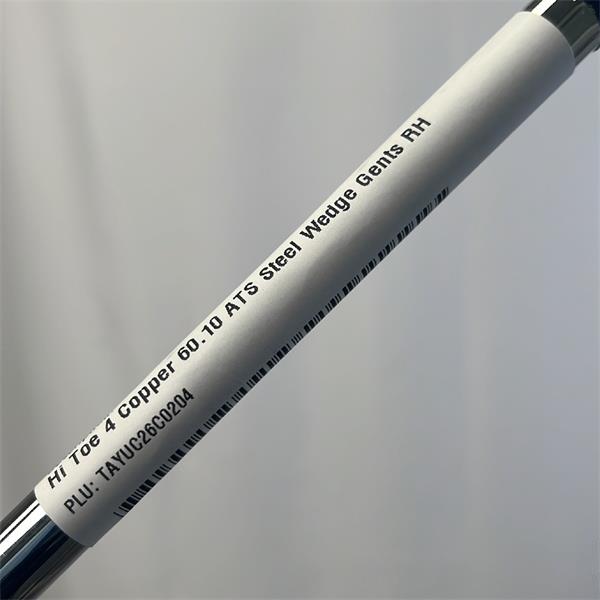 Hi Toe 4 Copper 60.10 ATS Steel Wedge Gents RH
PLU: TAYUC26C0204